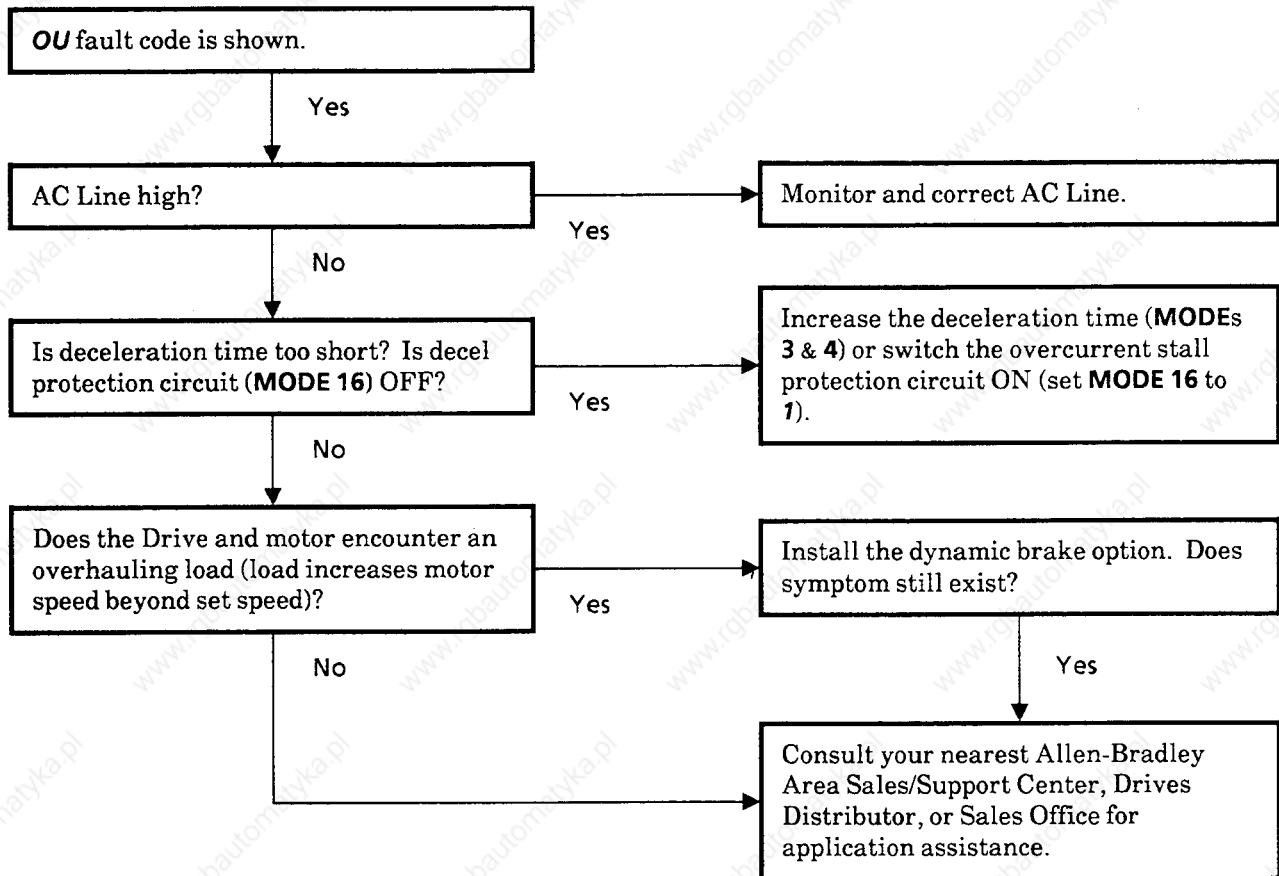 OU fault code is shown.
Yes
AC Line high?
Yes
Monitor and correct AC Line.
No
Is deceleration time too short? Is decel
protection circuit (MODE 16) OFF?
Yes
Increase the deceleration time (MODEs
3 & 4) or switch the overcurrent stall
protection circuit ON (set MODE 16 to
1).
No
Does the Drive and motor encounter an
overhauling load (load increases motor
speed beyond set speed)?
Yes
Install the dynamic brake option. Does
symptom still exist?
No
Yes
Consult your nearest Allen-Bradley
Area Sales/Support Center, Drives
Distributor, or Sales Office for
application assistance.
www.rgbautomatyka.pl